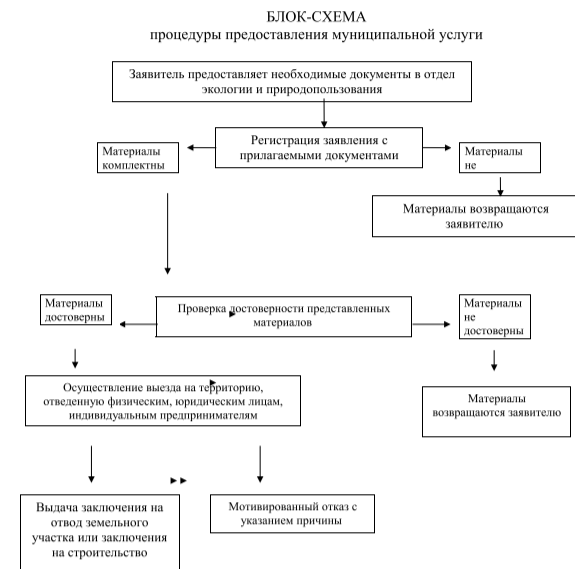 БЛОК-СХЕМА
процедуры предоставления муниципальной услуги
Заявитель предоставляет необходимые документы в отдел
экологии и природопользования
Регистрация заявления с
прилагаемыми документами
Материалы
комплектны
Материалы
не
Материалы возвращаются
заявителю
Материалы
достоверны
Проверка достоверности представленных
материалов
Материалы
не
достоверны
Осуществление выезда на территорию,
отведенную физическим, юридическим лицам,
индивидуальным предпринимателям
Материалы
возвращаются заявителю
Выдача заключения на
отвод земельного
участка или заключения
на строительство
Мотивированный отказ с
указанием причины